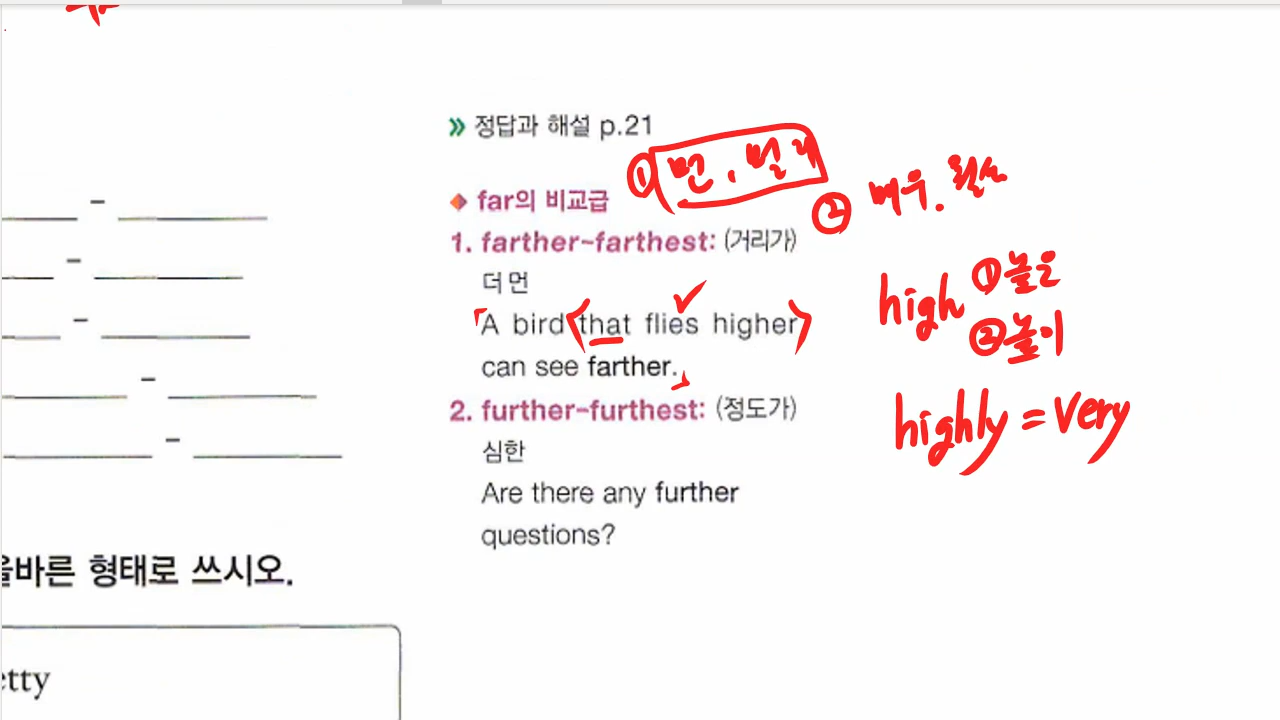 » 정답과 해설 p.21
① 먼, 멀리
◆ far의 비교급
② 매우, 훨씬
1. farther-farthest: (거리가)
더 먼
high ① 높은
② 높이
A bird that flies higher
can see farther.
highly = very
2. further-furthest: (정도가)
심한
Are there any further
questions?
올바른 형태로 쓰시오.
etty